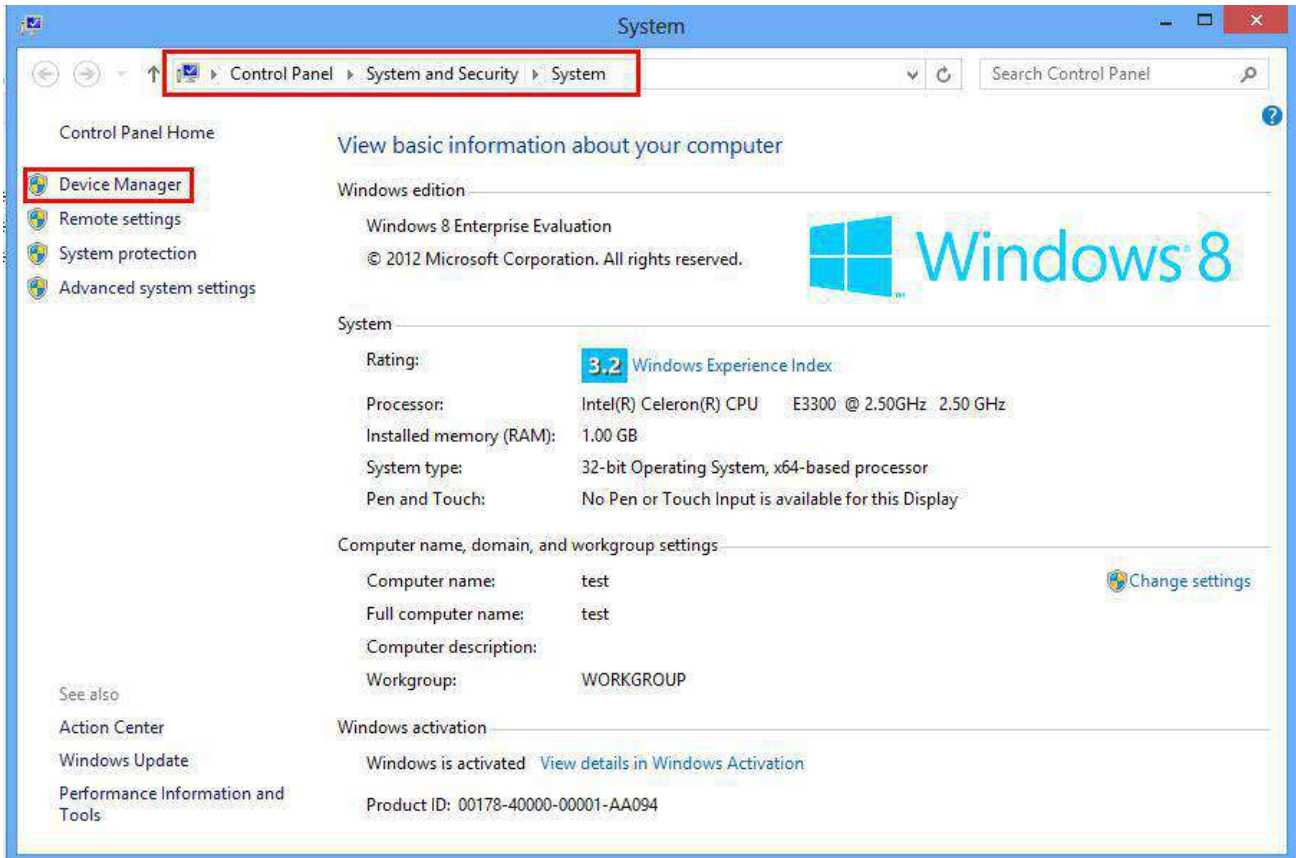 System
Control Panel System and Security System
Search Control Panel
Control Panel Home
Device Manager
Remote settings
System protection
Advanced system settings
See also
Action Center
Windows Update
Performance Information and
Tools
View basic information about your computer
Windows edition
Windows 8 Enterprise Evaluation
© 2012 Microsoft Corporation. All rights reserved.
Windows 8
System
Rating: 3.2 Windows Experience Index
Processor: Intel(R) Celeron(R) CPU E3300 @ 2.50GHz 2.50 GHz
Installed memory (RAM): 1.00 GB
System type: 32-bit Operating System, x64-based processor
Pen and Touch: No Pen or Touch Input is available for this Display
Computer name, domain, and workgroup settings
Computer name: test
Change settings
Full computer name: test
Computer description:
Workgroup: WORKGROUP
Windows activation
Windows is activated View details in Windows Activation
Product ID: 00178-40000-00001-AA094